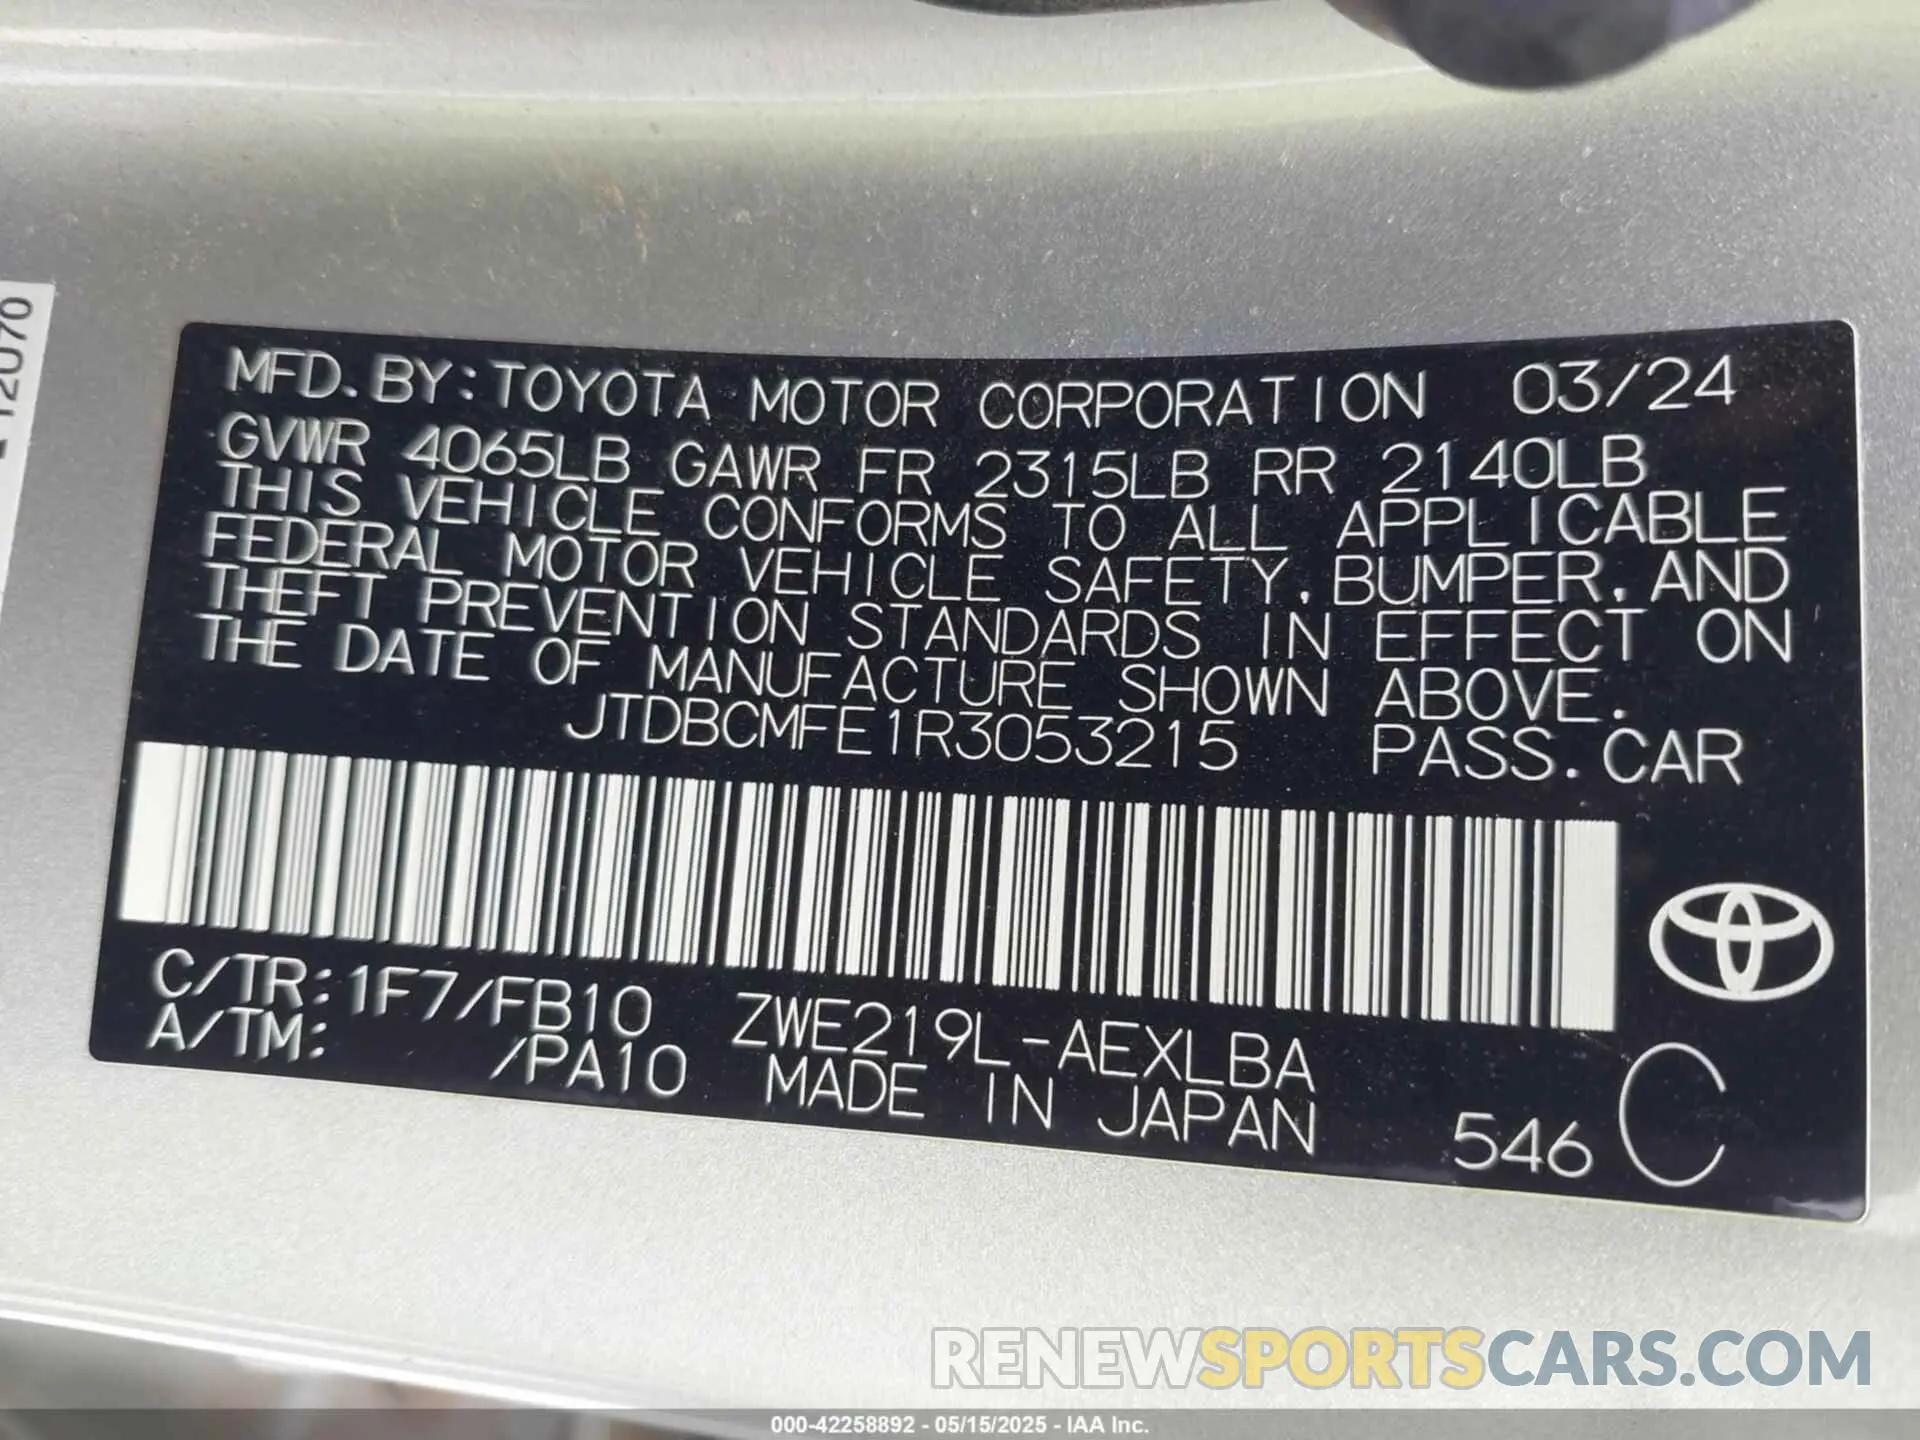 12070
MFD. BY: TOYOTA MOTOR CORPORATION 03/24
GVWR 4065LB GAWR FR 2315LB RR 2140LB
THIS VEHICLE CONFORMS TO ALL APPLICABLE
FEDERAL MOTOR VEHICLE SAFETY, BUMPER, AND
THEFT PREVENTION STANDARDS IN EFFECT ON
THE DATE OF MANUFACTURE SHOWN ABOVE.
JTDBCMFE1R3053215 PASS. CAR
C/TR: 1F7/FB10 ZWE219L-AEXLBA
A/TM: /PA10 MADE IN JAPAN 546 C
RENEWSPORTSCARS.COM
000-42258892 - 05/15/2025 - IAA Inc.